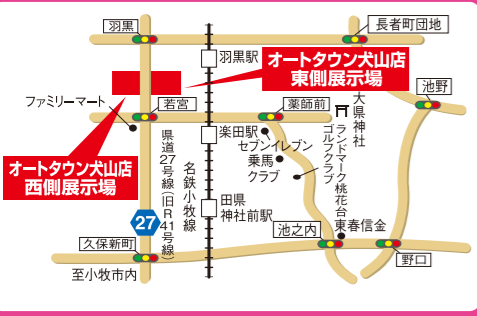 羽黒
長者町団地
羽黒駅
オートタウン犬山店
東側展示場
池野
ファミリーマート
若宮
薬師前
大県神社
オートタウン犬山店
西側展示場
楽田駅
セブンイレブン
乗馬
クラブ
ランドマーク桃花台
ゴルフクラブ
県道27号線(旧R41号線)
名鉄小牧線
田県
神社前駅
27
池之内
東春信金
久保新町
野口
至小牧市内